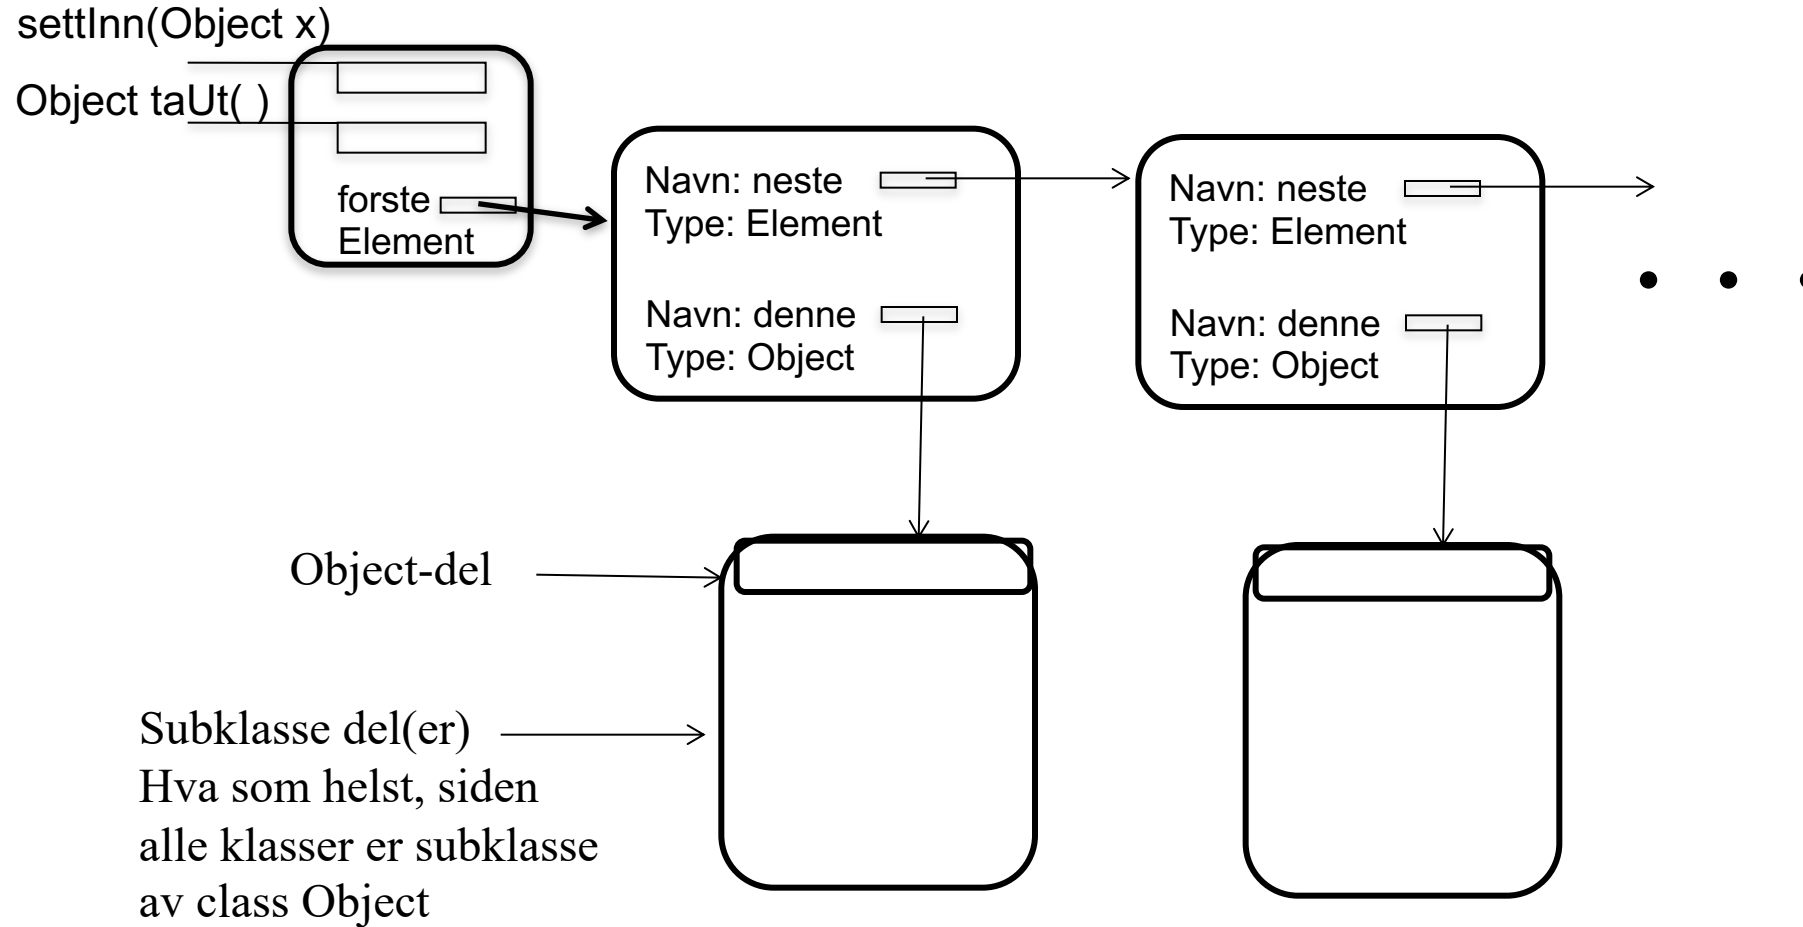 settInn(Object x)
Object taUt( )
forste
Element
Navn: neste
Type: Element
Navn: denne
Type: Object
Navn: neste
Type: Element
Navn: denne
Type: Object
Object-del
Subklasse del(er)
Hva som helst, siden
alle klasser er subklasse
av class Object